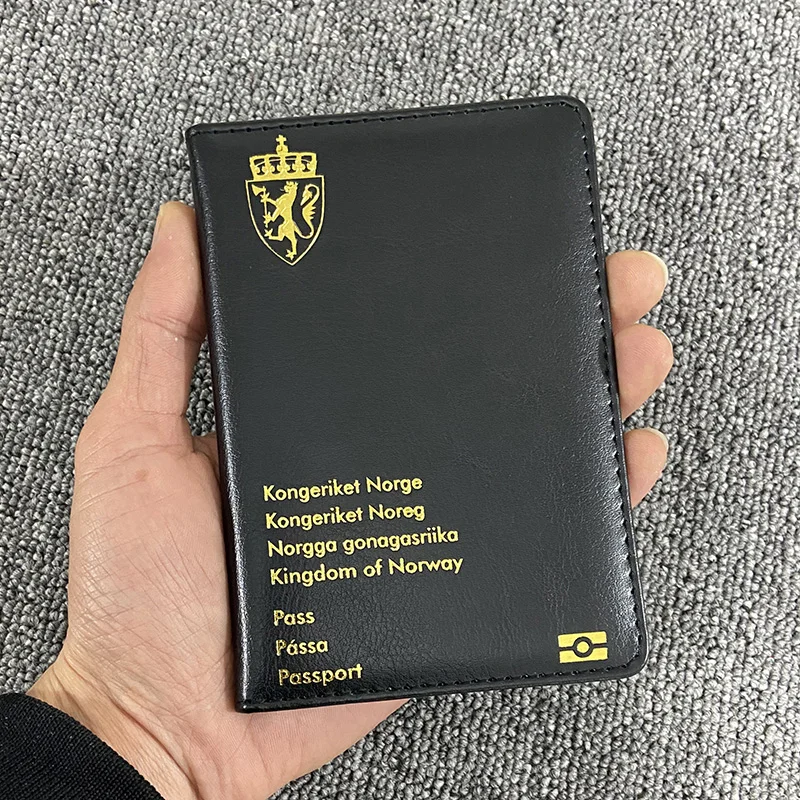 Kongeriket Norge
Kongeriket Noreg
Norgga gonagasriika
Kingdom of Norway
Pass
Pássa
Passport